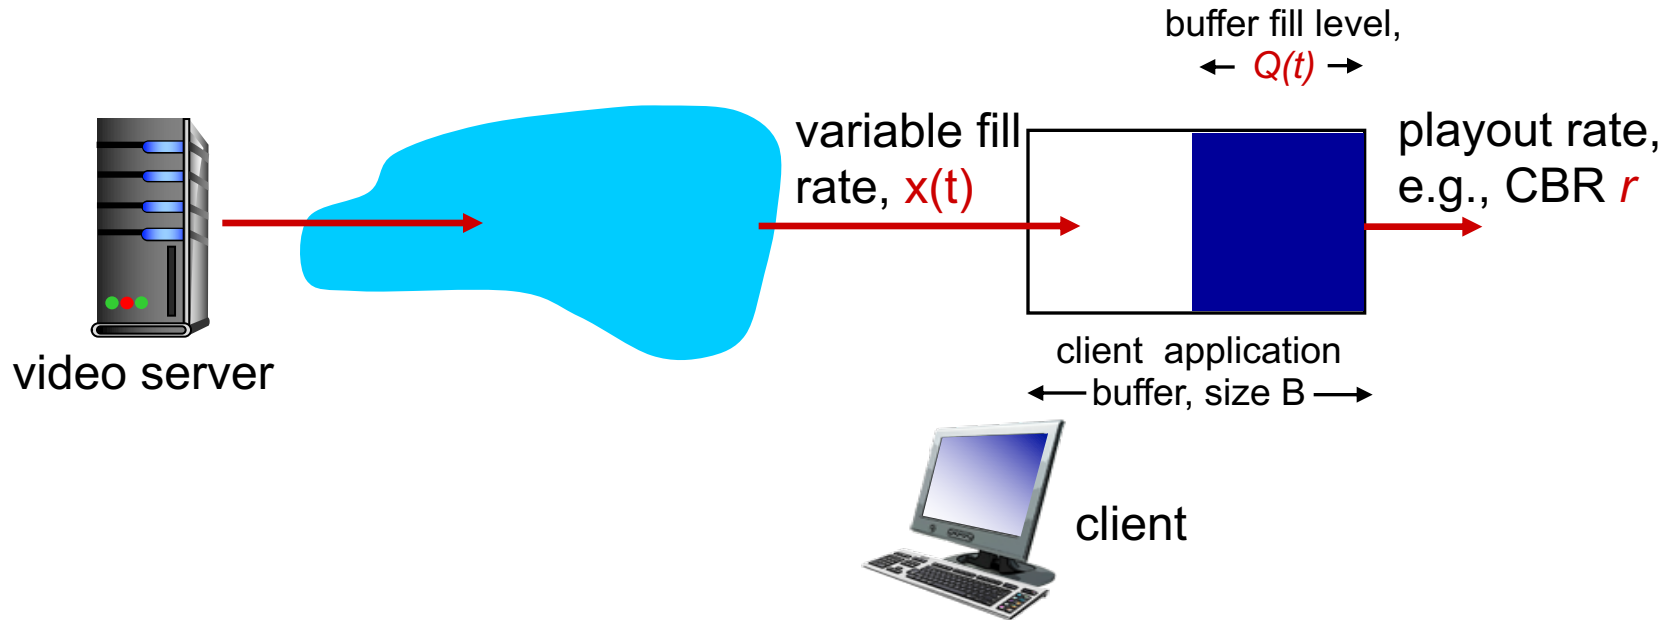 buffer fill level,
Q(t)
variable fill
rate, x(t)
playout rate,
e.g., CBR r
video server
client application
buffer, size B
client